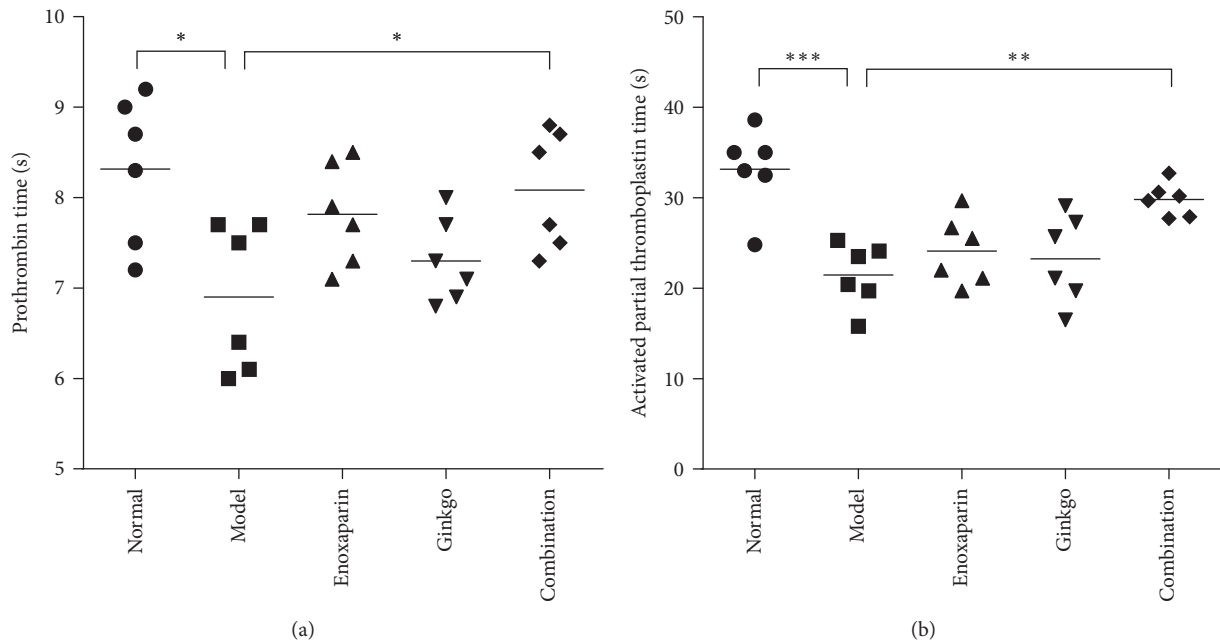 Prothrombin time (s)
10
9
8
7
6
5
*
*
Normal
Model
Enoxaparin
Ginkgo
Combination
(a)
Activated partial thromboplastin time (s)
50
40
30
20
10
0
***
**
Normal
Model
Enoxaparin
Ginkgo
Combination
(b)